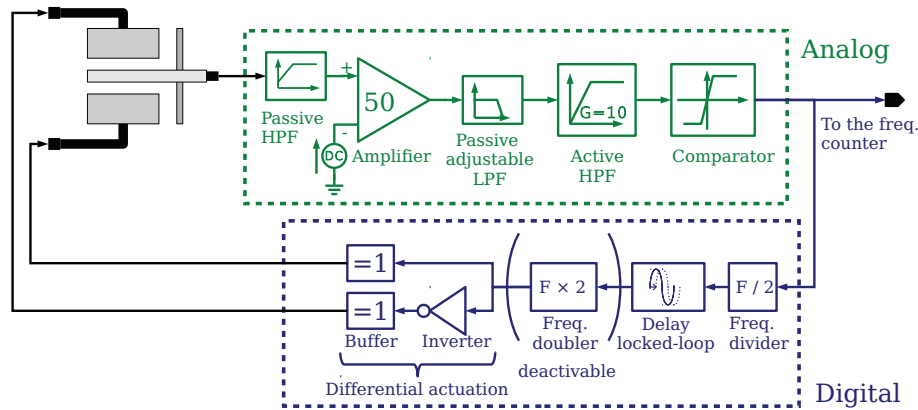 Analog
+
50
-
DC
G=10
Passive
HPF
Amplifier
Passive
adjustable
LPF
Active
HPF
Comparator
To the freq.
counter
=1
=1
F × 2
F / 2
Buffer
Inverter
Freq.
doubler
Delay
locked-loop
Freq.
divider
deactivable
Differential actuation
Digital